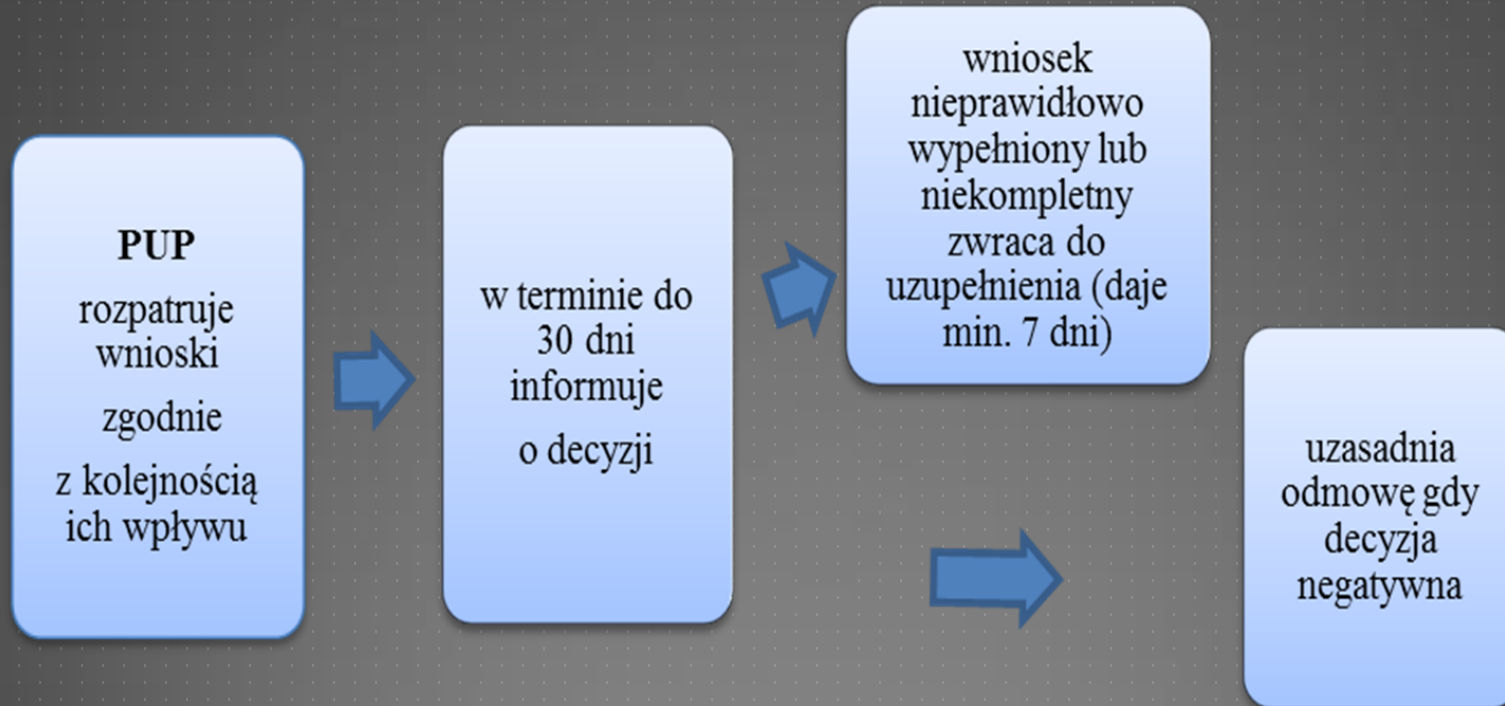 PUP
rozpatruje
wnioski
zgodnie
z kolejnością
ich wpływu
w terminie do
30 dni
informuje
o decyzji
wniosek
nieprawidłowo
wypełniony lub
niekompletny
zwraca do
uzupełnienia (daje
min. 7 dni)
uzasadnia
odmowę gdy
decyzja
negatywna